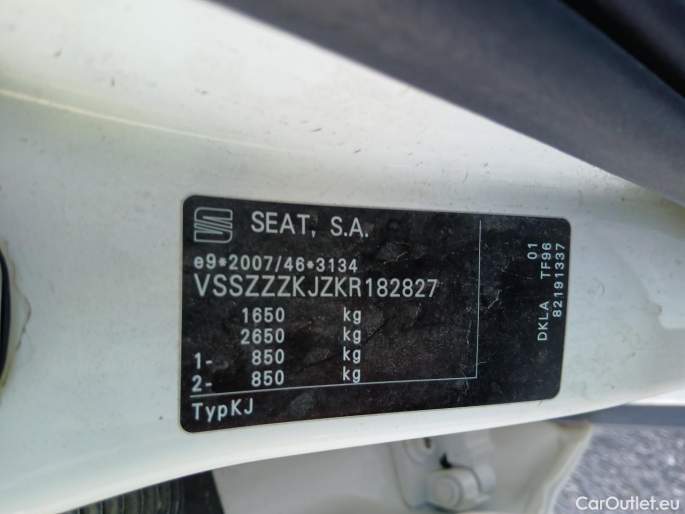 SEAT, S.A.
e9*2007/46*3134
VSSZZZKJZKR182827
1650 kg
2650 kg
1- 850 kg
2- 850 kg
TypKJ
01
DKLA TF96
82191337
CarOutlet.eu